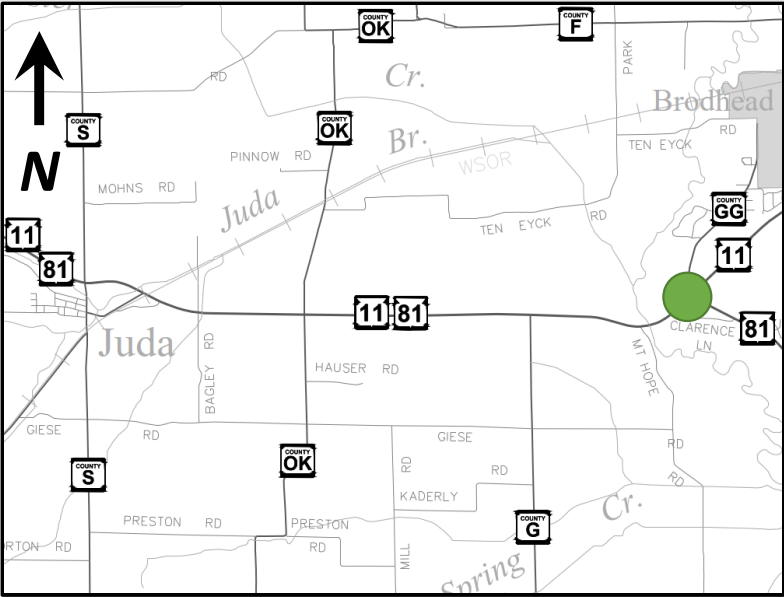 COUNTY
OK
COUNTY
F
PARK
RD
Cr.
Brodhead
COUNTY
S
COUNTY
OK
Br.
RD
TEN EYCK
N
PINNOW RD
WSOR
MOHNS RD
Juda
COUNTY
GG
TEN EYCK RD
11
81
11
11 81
81
CLARENCE
LN
Juda
BAGLEY RD
HAUSER RD
MT HOPE
RD
GIESE
RD
GIESE
COUNTY
OK
COUNTY
S
RD
RD
RD
KADERLY
Cr.
PRESTON RD
PRESTON
RD
COUNTY
G
RTON RD
MILL
Spring